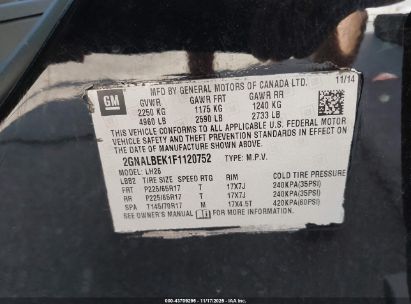 MFD BY GENERAL MOTORS OF CANADA LTD. 11/14
GM GVWR GAWR FRT GAWR RR
2250 KG 1175 KG 1240 KG
4960 LB 2590 LB 2733 LB
THIS VEHICLE CONFORMS TO ALL APPLICABLE U.S. FEDERAL MOTOR
VEHICLE SAFETY AND THEFT PREVENTION STANDARDS IN EFFECT ON
THE DATE OF MANUFACTURE SHOWN ABOVE.
2GNALBEK1F1120752 TYPE: M.P.V.
MODEL: LH26
LBB2 TIRE SIZE SPEED RTG RIM COLD TIRE PRESSURE
FRT P225/65R17 T 17X7J 240KPA(35PSI)
RR P225/65R17 T 17X7J 240KPA(35PSI)
SPA T145/70R17 M 17X4.5T 420KPA(60PSI)
SEE OWNER'S MANUAL